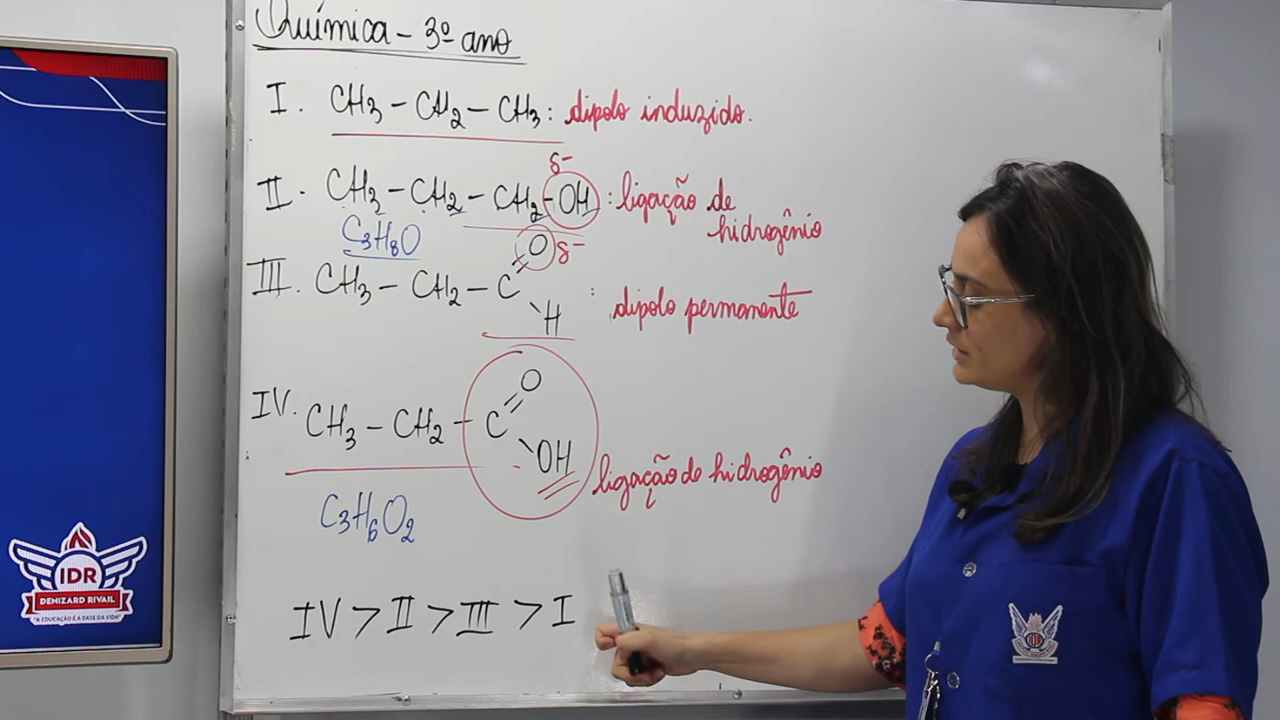 Química - 3º ano
I. CH3 - CH2 - CH3 : dipolo induzido.
δ-
II. CH3 - CH2 - CH2 - OH : ligação de
hidrogênio
C3H8O
O δ-
III. CH3 - CH2 - C
: dipolo permanente
H
O
IV. CH3 - CH2 - C
OH
ligação de hidrogênio
C3H6O2
IV > II > III > I
IDR
DENIZARD RIVAIL
"A EDUCAÇÃO É A BASE DA VIDA"